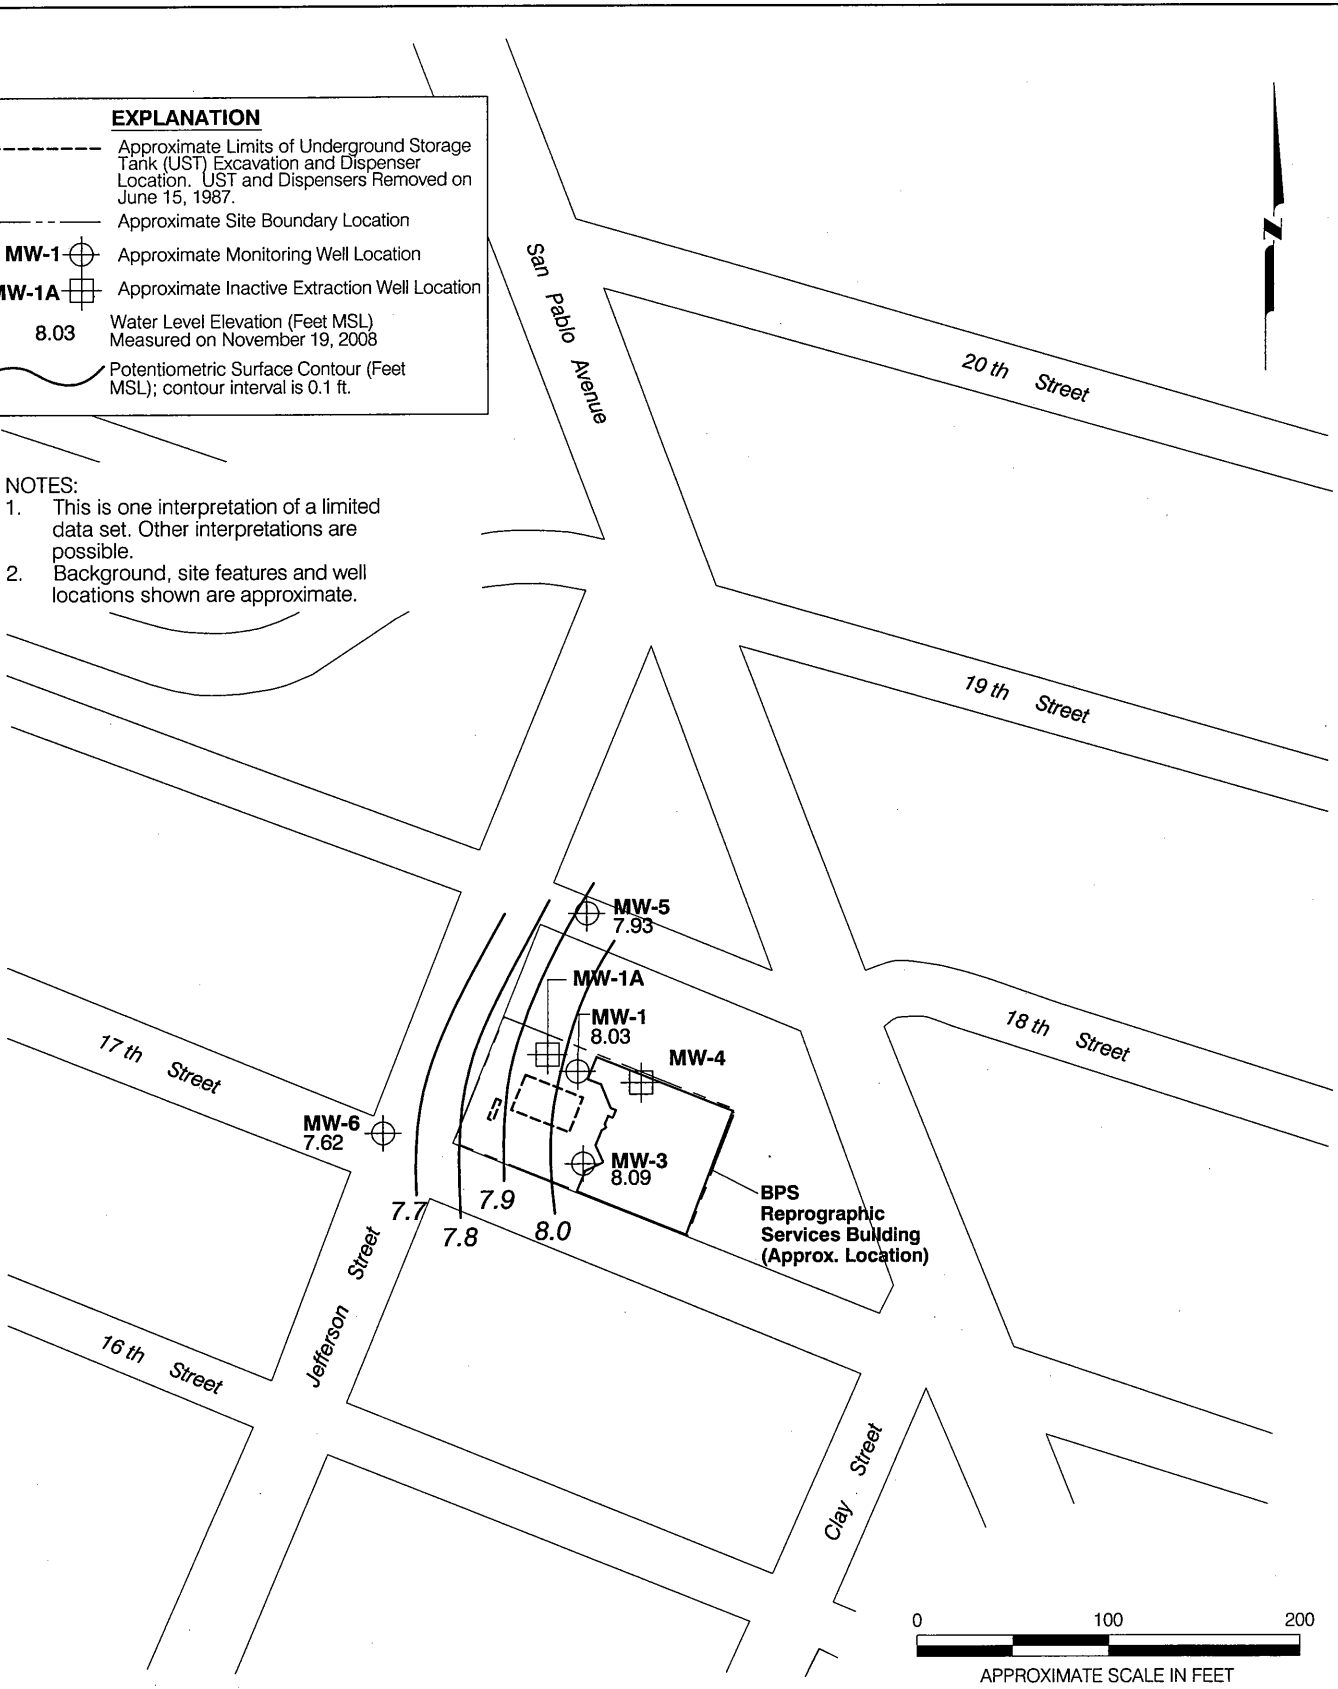 EXPLANATION
Approximate Limits of Underground Storage
Tank (UST) Excavation and Dispenser
Location. UST and Dispensers Removed on
June 15, 1987.
Approximate Site Boundary Location
MW-1 Approximate Monitoring Well Location
MW-1A Approximate Inactive Extraction Well Location
8.03 Water Level Elevation (Feet MSL)
Measured on November 19, 2008
Potentiometric Surface Contour (Feet
MSL); contour interval is 0.1 ft.
NOTES:
1. This is one interpretation of a limited
data set. Other interpretations are
possible.
2. Background, site features and well
locations shown are approximate.
San Pablo Avenue
Z
20 th Street
19 th Street
MW-5
7.93
MW-1A
MW-1
8.03
MW-4
18 th Street
17 th Street
MW-6
7.62
MW-3
8.09
BPS
Reprographic
Services Building
(Approx. Location)
7.7
7.8
7.9
8.0
Jefferson Street
16 th Street
Clay Street
0 100 200
APPROXIMATE SCALE IN FEET